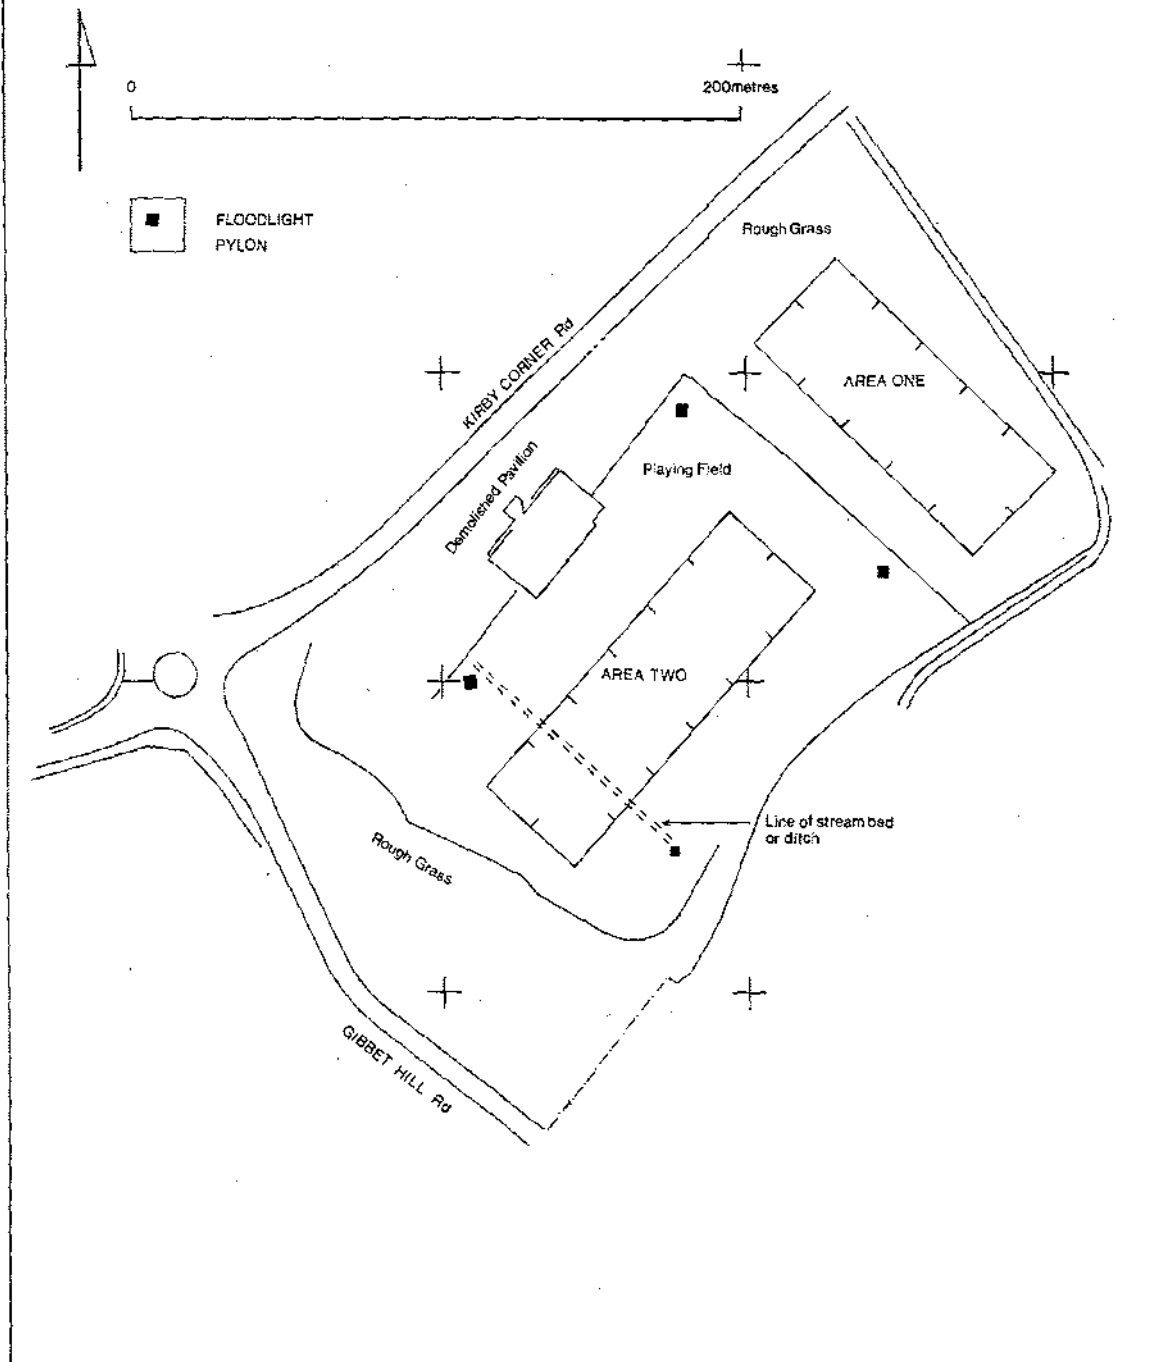 0
200metres
FLOODLIGHT
PYLON
Rough Grass
KIRBY CORNER Rd
AREA ONE
Demolished Pavilion
Playing Field
AREA TWO
Line of stream bed
or ditch
Rough Grass
GIBBET HILL Rd